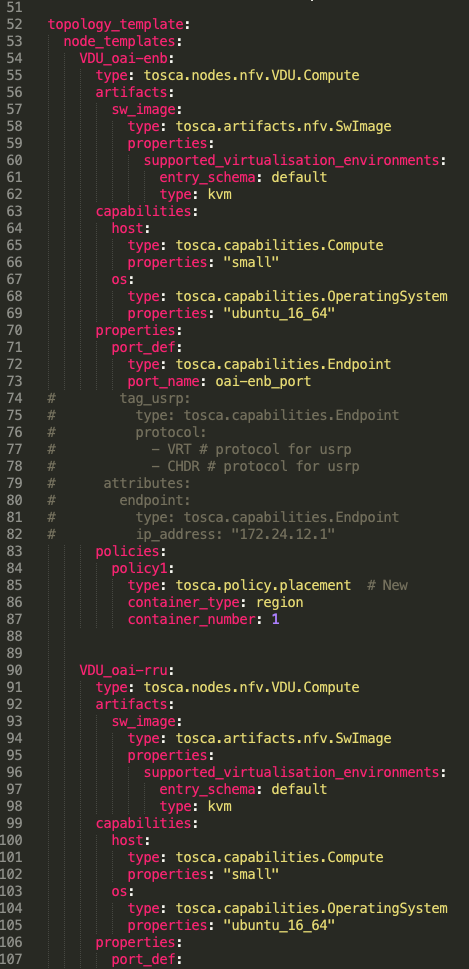 51
52 topology_template:
53   node_templates:
54     VDU_oai-enb:
55       type: tosca.nodes.nfv.VDU.Compute
56       artifacts:
57         sw_image:
58           type: tosca.artifacts.nfv.SwImage
59           properties:
60             supported_virtualisation_environments:
61               entry_schema: default
62               type: kvm
63       capabilities:
64         host:
65           type: tosca.capabilities.Compute
66           properties: "small"
67         os:
68           type: tosca.capabilities.OperatingSystem
69           properties: "ubuntu_16_64"
70       properties:
71         port_def:
72           type: tosca.capabilities.Endpoint
73           port_name: oai-enb_port
74 #        tag_usrp:
75 #          type: tosca.capabilities.Endpoint
76 #          protocol:
77 #            - VRT # protocol for usrp
78 #            - CHDR # protocol for usrp
79 #      attributes:
80 #        endpoint:
81 #          type: tosca.capabilities.Endpoint
82 #          ip_address: "172.24.12.1"
83       policies:
84         policy1:
85           type: tosca.policy.placement  # New
86           container_type: region
87           container_number: 1
88
89
90     VDU_oai-rru:
91       type: tosca.nodes.nfv.VDU.Compute
92       artifacts:
93         sw_image:
94           type: tosca.artifacts.nfv.SwImage
95           properties:
96             supported_virtualisation_environments:
97               entry_schema: default
98               type: kvm
99       capabilities:
100         host:
101           type: tosca.capabilities.Compute
102           properties: "small"
103         os:
104           type: tosca.capabilities.OperatingSystem
105           properties: "ubuntu_16_64"
106       properties:
107         port_def: